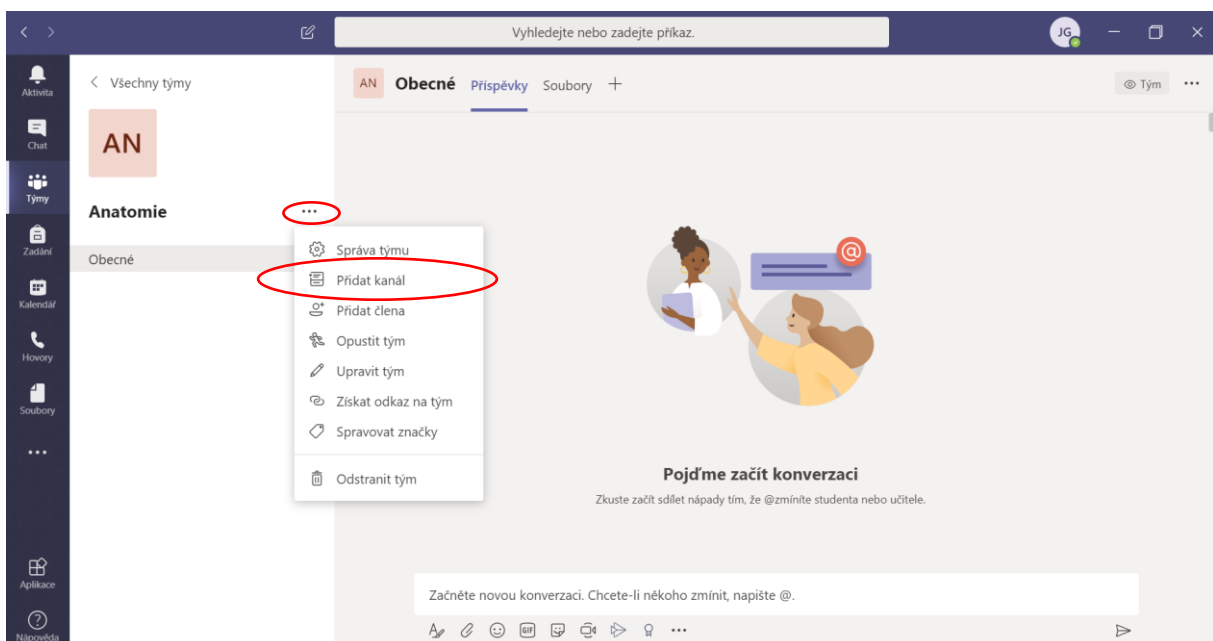 Vyhledejte nebo zadejte příkaz.
JG
Aktivita
Chat
Týmy
Zadání
Kalendář
Hovory
Soubory
Aplikace
Nápověda
Všechny týmy
AN
Anatomie
Obecné
Správa týmu
Přidat kanál
Přidat člena
Opustit tým
Upravit tým
Získat odkaz na tým
Spravovat značky
Odstranit tým
AN Obecné Příspěvky Soubory
Tým
@
Pojďme začít konverzaci
Zkuste začít sdílet nápady tím, že @zmíníte studenta nebo učitele.
Začněte novou konverzaci. Chcete-li někoho zmínit, napište @.
GIF